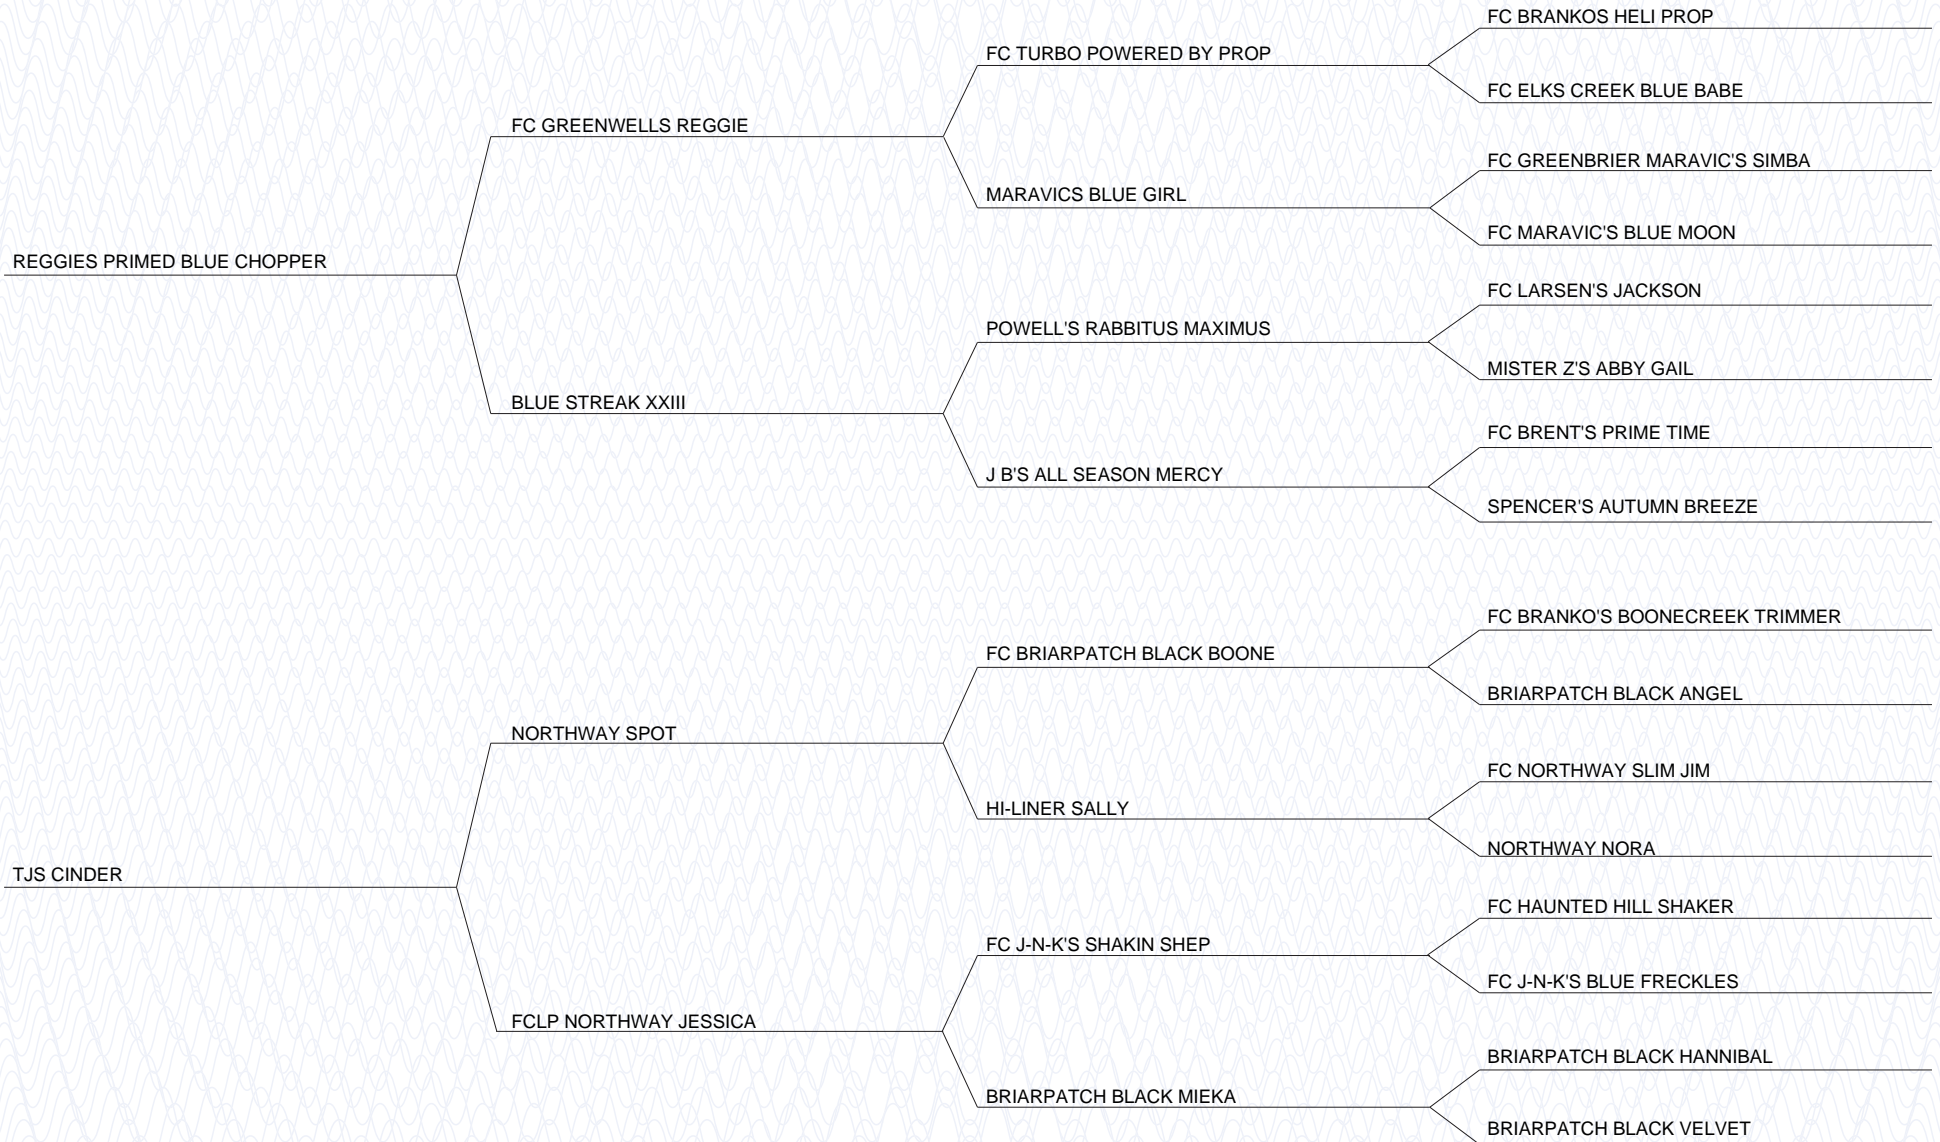 FC BRANKOS HELI PROP
FC TURBO POWERED BY PROP
FC ELKS CREEK BLUE BABE
FC GREENWELLS REGGIE
FC GREENBRIER MARAVIC'S SIMBA
MARAVICS BLUE GIRL
FC MARAVIC'S BLUE MOON
REGGIES PRIMED BLUE CHOPPER
FC LARSEN'S JACKSON
POWELL'S RABBITUS MAXIMUS
MISTER Z'S ABBY GAIL
BLUE STREAK XXIII
FC BRENT'S PRIME TIME
J B'S ALL SEASON MERCY
SPENCER'S AUTUMN BREEZE
FC BRANKO'S BOONECREEK TRIMMER
FC BRIARPATCH BLACK BOONE
BRIARPATCH BLACK ANGEL
NORTHWAY SPOT
FC NORTHWAY SLIM JIM
HI-LINER SALLY
NORTHWAY NORA
TJS CINDER
FC HAUNTED HILL SHAKER
FC J-N-K'S SHAKIN SHEP
FC J-N-K'S BLUE FRECKLES
FCLP NORTHWAY JESSICA
BRIARPATCH BLACK HANNIBAL
BRIARPATCH BLACK MIEKA
BRIARPATCH BLACK VELVET